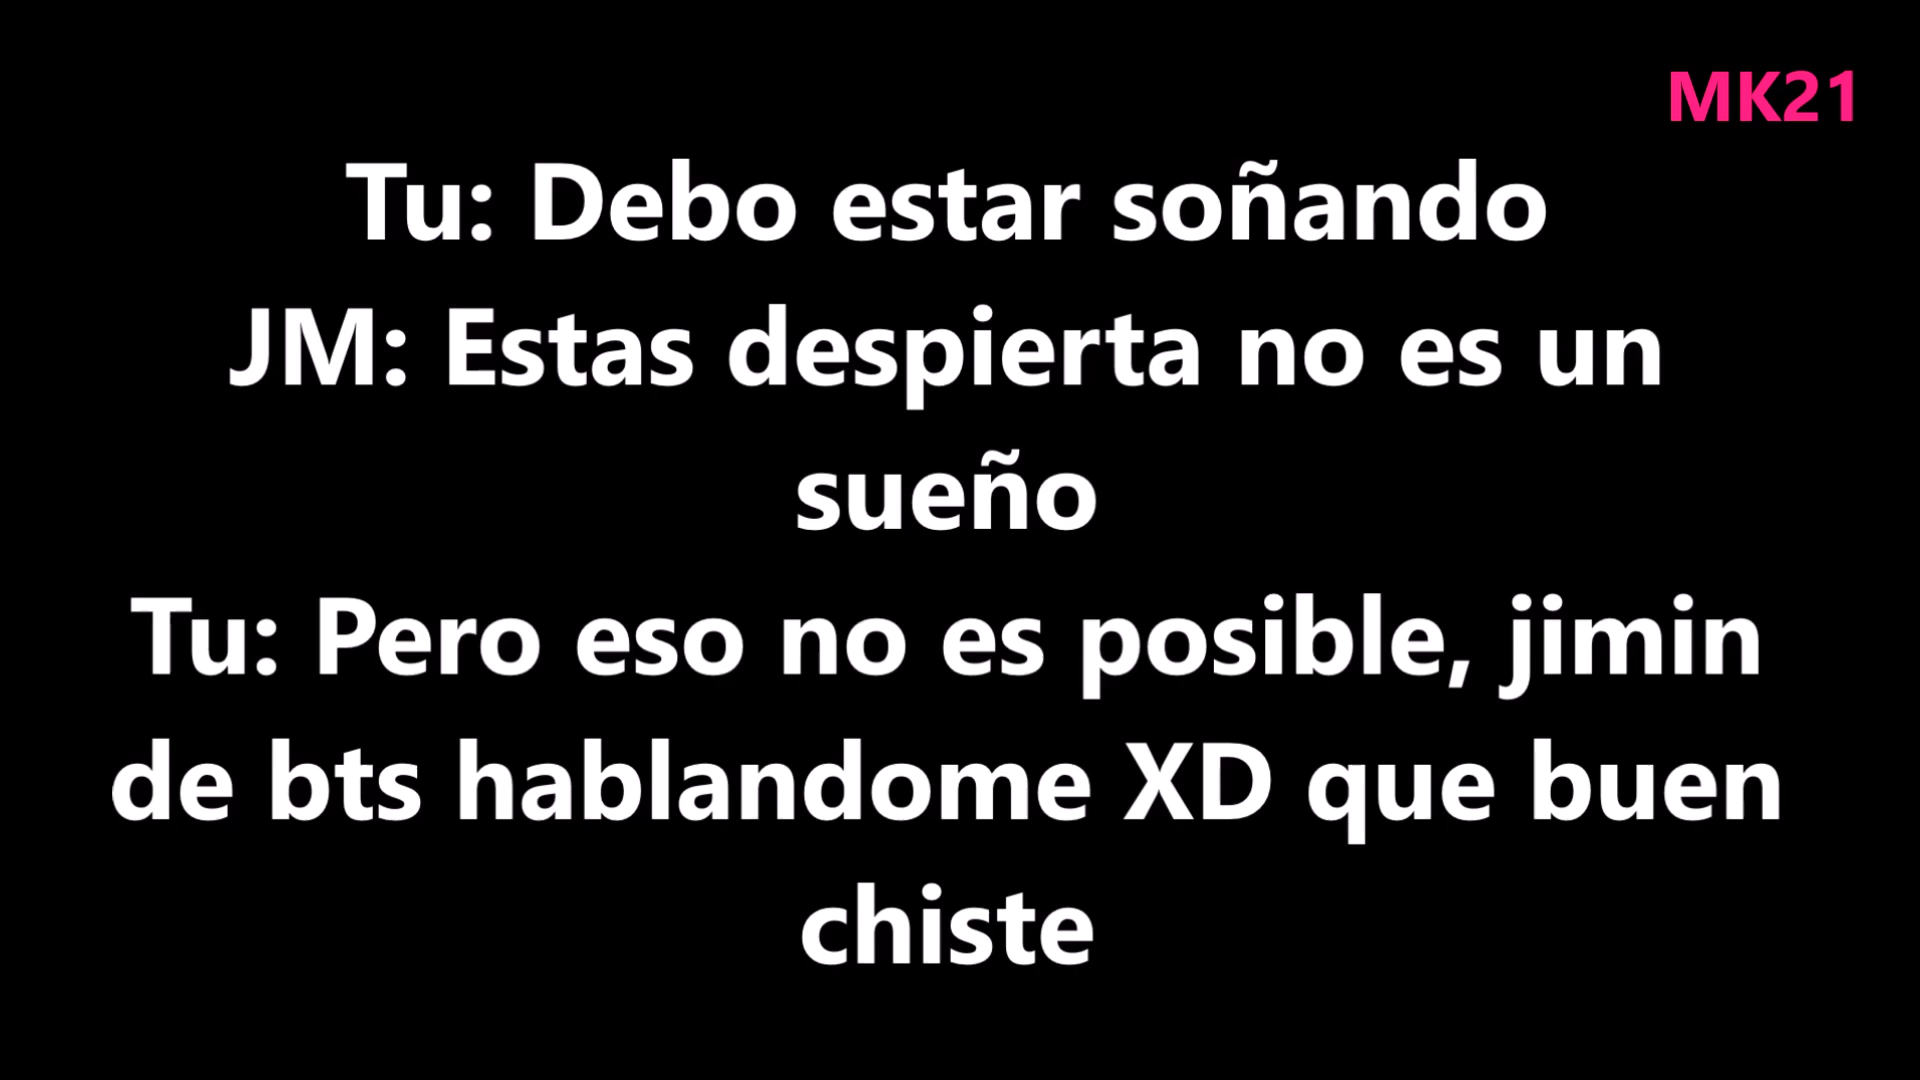 MK21
Tu: Debo estar soñando
JM: Estas despierta no es un
sueño
Tu: Pero eso no es posible, jimin
de bts hablandome XD que buen
chiste